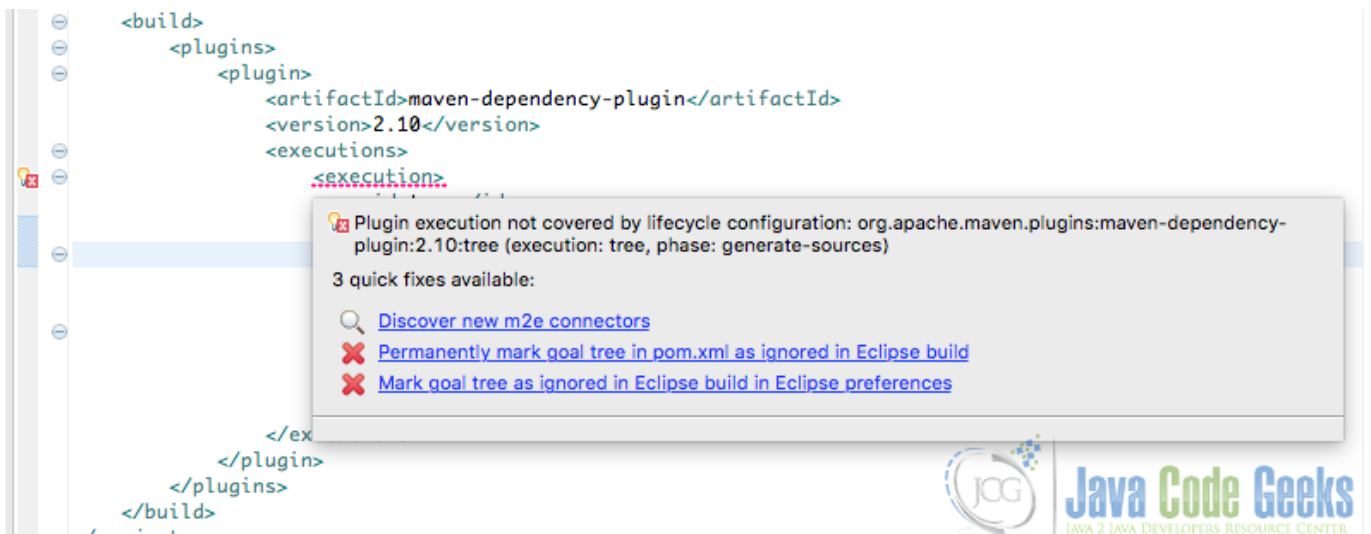 <build>
<plugins>
<plugin>
<artifactId>maven-dependency-plugin</artifactId>
<version>2.10</version>
<executions>
<execution>
Plugin execution not covered by lifecycle configuration: org.apache.maven.plugins:maven-dependency-
plugin:2.10:tree (execution: tree, phase: generate-sources)
3 quick fixes available:
Discover new m2e connectors
Permanently mark goal tree in pom.xml as ignored in Eclipse build
Mark goal tree as ignored in Eclipse build in Eclipse preferences
</ex
</plugin>
</plugins>
</build>
JCG
Java Code Geeks
JAVA 2 JAVA DEVELOPERS RESOURCE CENTER